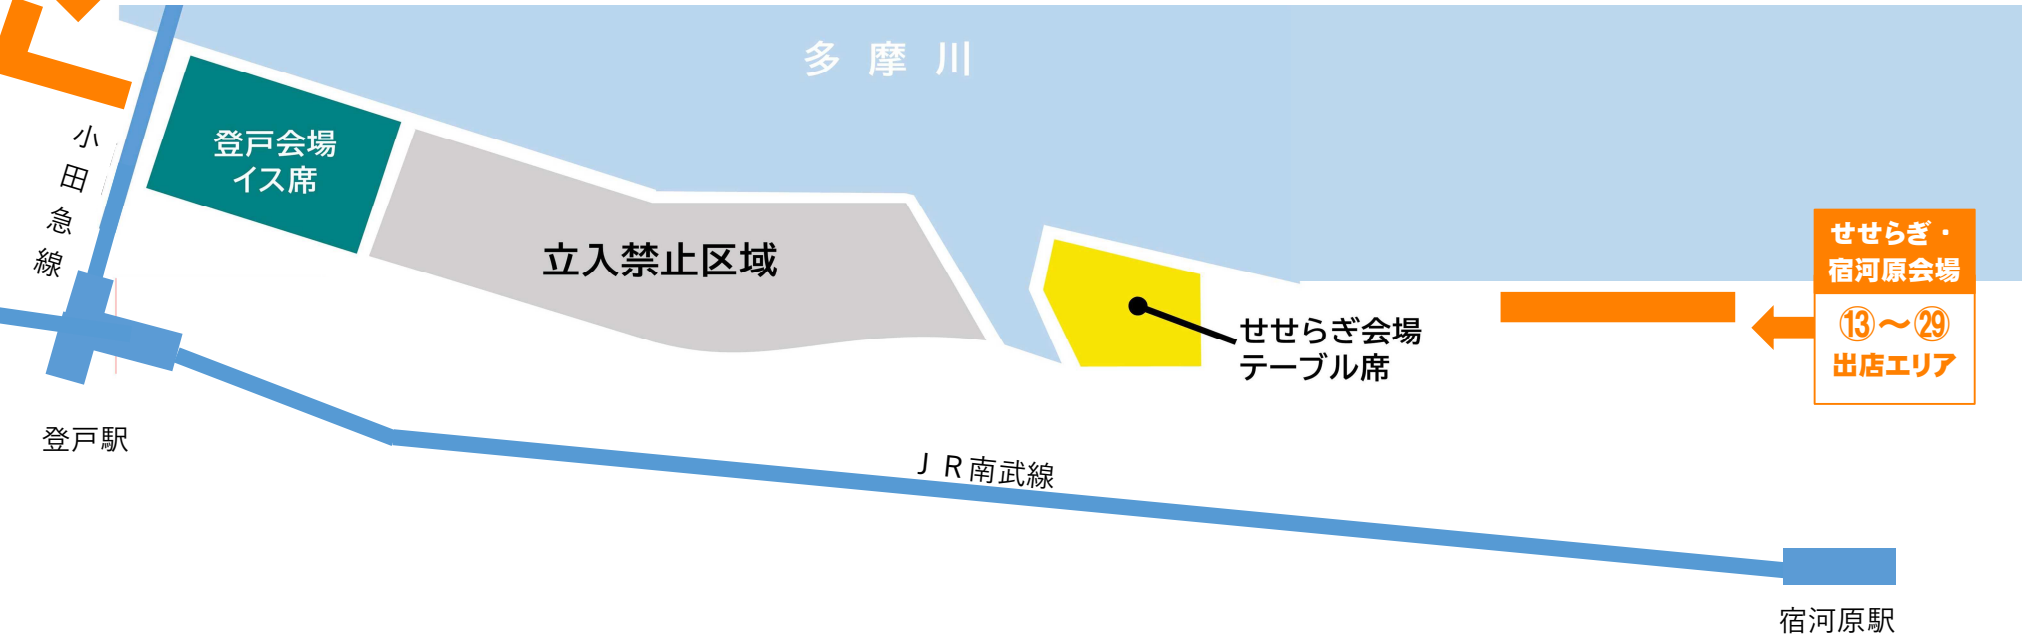 多摩川
小田急線
登戸会場
イス席
立入禁止区域
せせらぎ会場
テーブル席
せせらぎ・
宿河原会場
⑬～㉙
出店エリア
登戸駅
ＪＲ南武線
宿河原駅